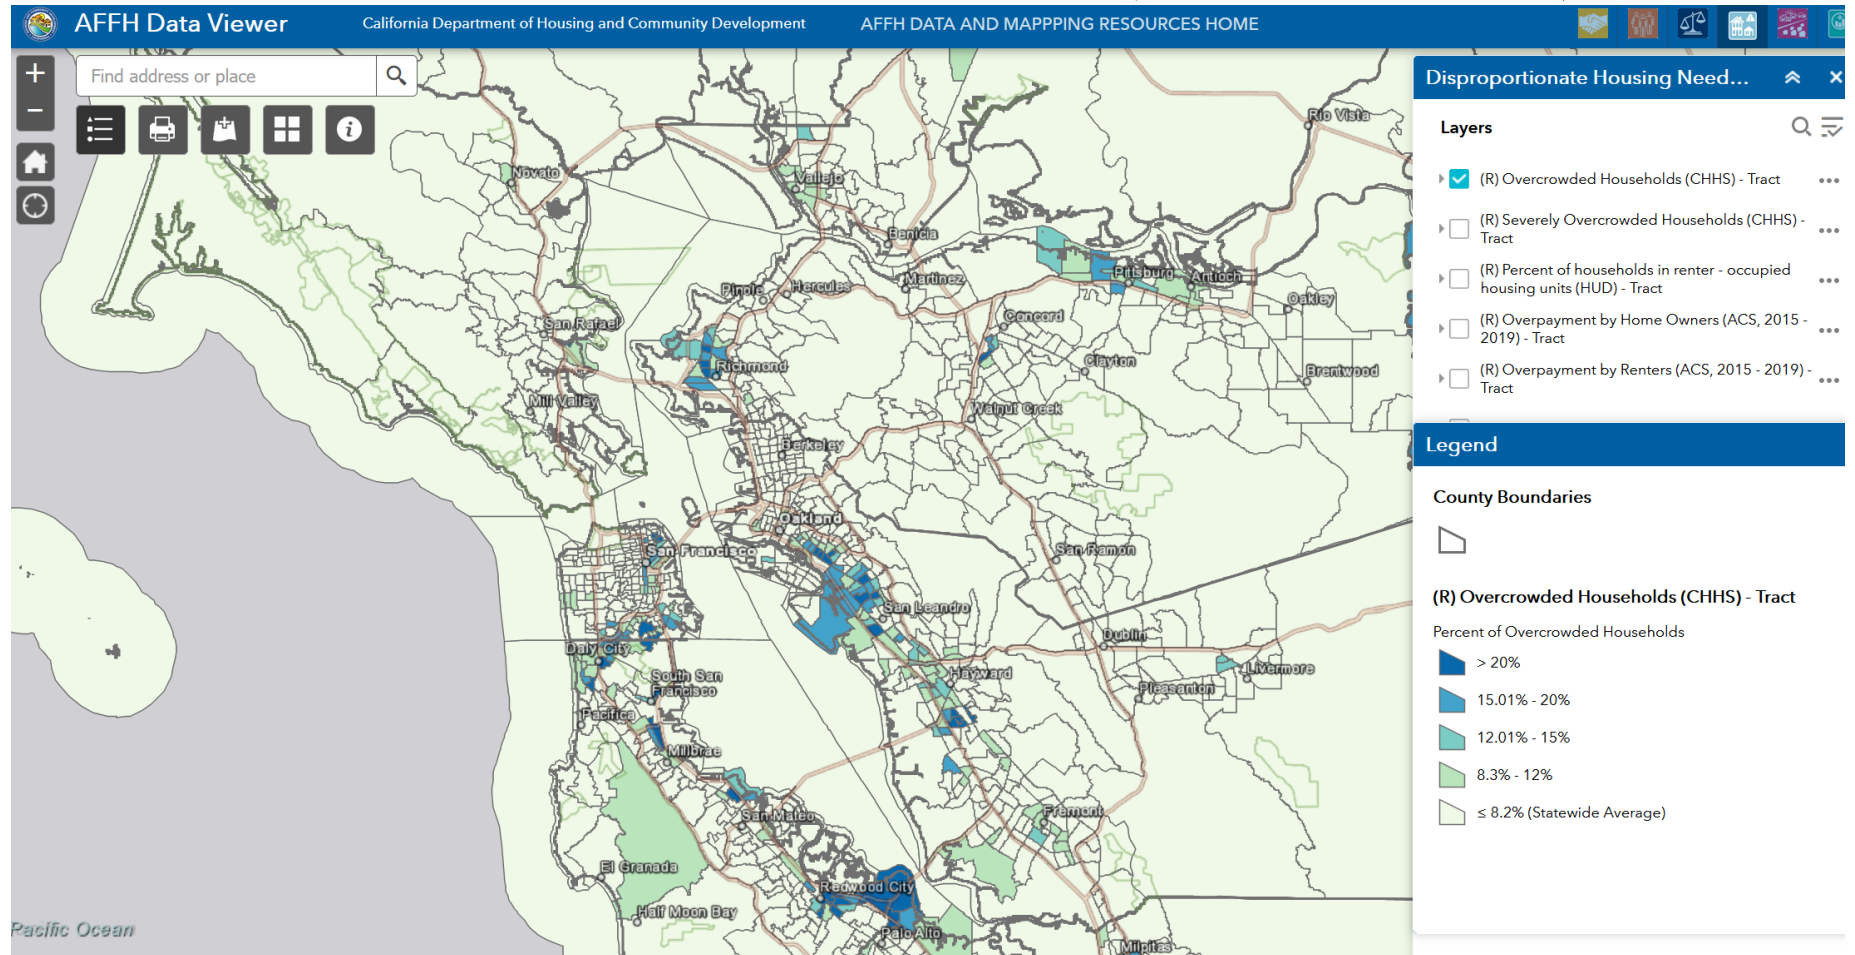 AFFH Data Viewer
California Department of Housing and Community Development
AFFH DATA AND MAPPPING RESOURCES HOME
+
Find address or place
−
Disproportionate Housing Need...
Layers
(R) Overcrowded Households (CHHS) - Tract
(R) Severely Overcrowded Households (CHHS) -
Tract
(R) Percent of households in renter - occupied
housing units (HUD) - Tract
(R) Overpayment by Home Owners (ACS, 2015 -
2019) - Tract
(R) Overpayment by Renters (ACS, 2015 - 2019) -
Tract
Legend
County Boundaries
(R) Overcrowded Households (CHHS) - Tract
Percent of Overcrowded Households
> 20%
15.01% - 20%
12.01% - 15%
8.3% - 12%
≤ 8.2% (Statewide Average)
Rio Vista
Novato
Vallejo
Benicia
Martinez
Pittsburg
Antioch
Pinole
Hercules
Oakley
San Rafael
Concord
Richmond
Clayton
Brentwood
Mill Valley
Walnut Creek
Berkeley
Oakland
San Francisco
San Ramon
San Leandro
Daly City
Dublin
South San
Francisco
Hayward
Livermore
Pleasanton
Pacifica
Millbrae
San Mateo
Fremont
El Granada
Redwood City
Half Moon Bay
Pacific Ocean
Palo Alto
Milpitas